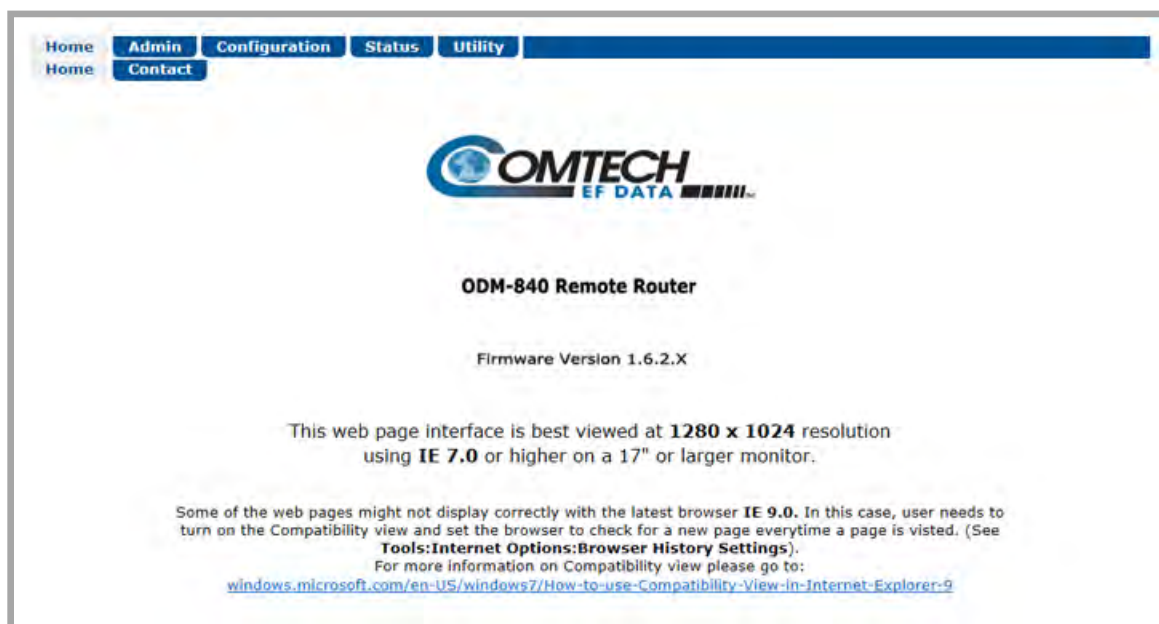 Home Admin Configuration Status Utility
Home Contact
COMTECH
EF DATA
ODM-840 Remote Router
Firmware Version 1.6.2.X
This web page interface is best viewed at 1280 x 1024 resolution
using IE 7.0 or higher on a 17" or larger monitor.
Some of the web pages might not display correctly with the latest browser IE 9.0. In this case, user needs to
turn on the Compatibility view and set the browser to check for a new page everytime a page is visted. (See
Tools:Internet Options:Browser History Settings).
For more information on Compatibility view please go to:
windows.microsoft.com/en-US/windows7/How-to-use-Compatibility-View-in-Internet-Explorer-9